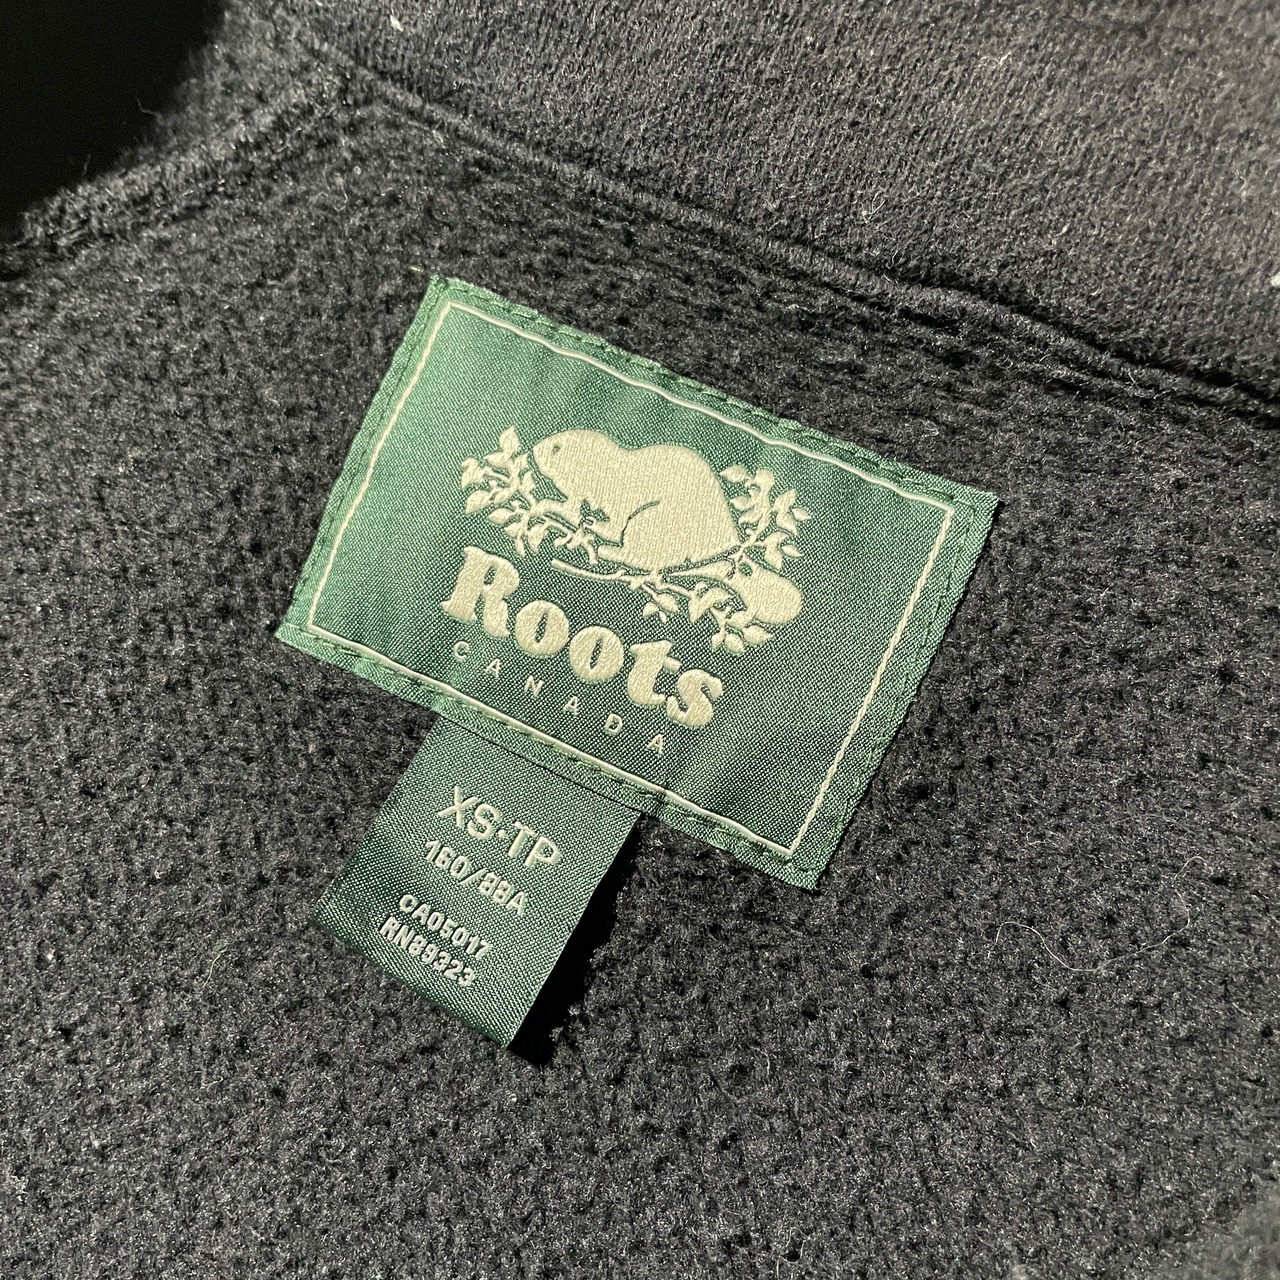 Roots
CANADA
XS·TP
160/88A
CA05017
RN89323